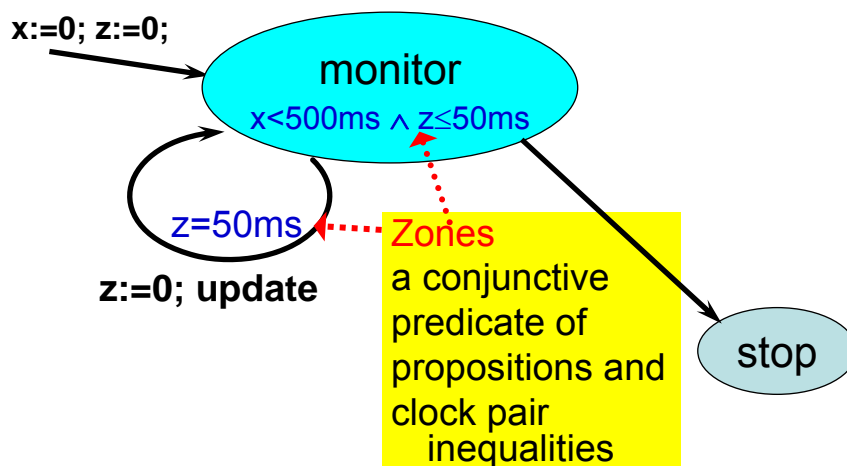 x:=0; z:=0;
monitor
x<500ms ∧ z≤50ms
z=50ms
z:=0; update
Zones
a conjunctive
predicate of
propositions and
clock pair
inequalities
stop